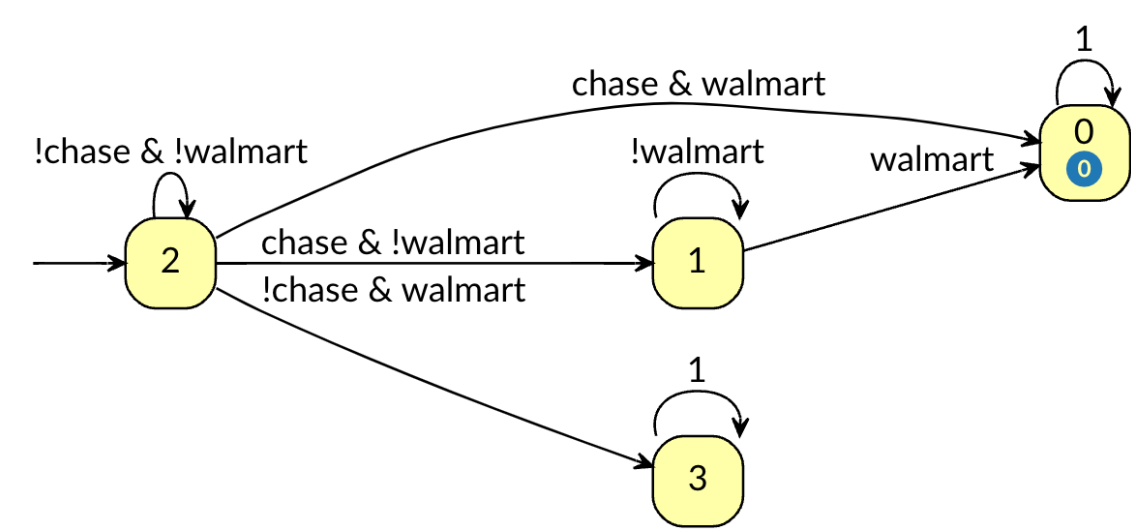 1
chase & walmart
0
0
!chase & !walmart
!walmart
walmart
2
chase & !walmart
1
!chase & walmart
1
3